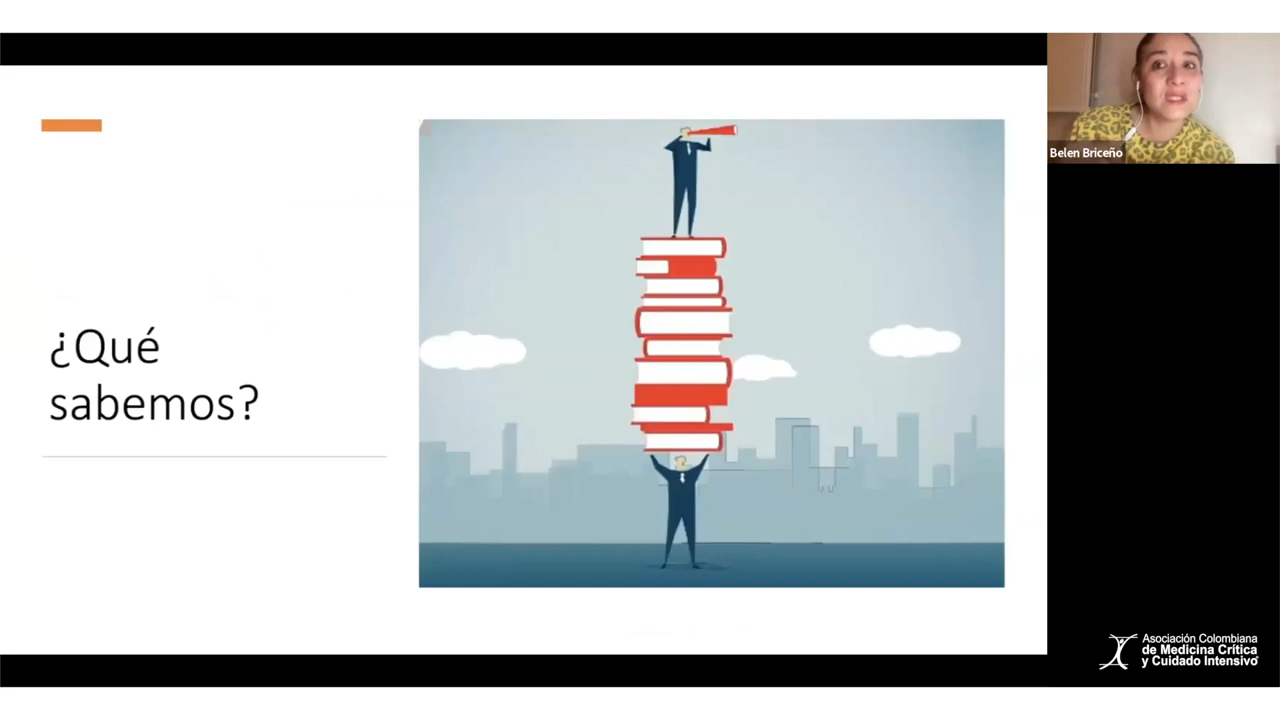 ¿Qué
sabemos?
Belen Briceño
Asociación Colombiana
de Medicina Crítica
y Cuidado Intensivo